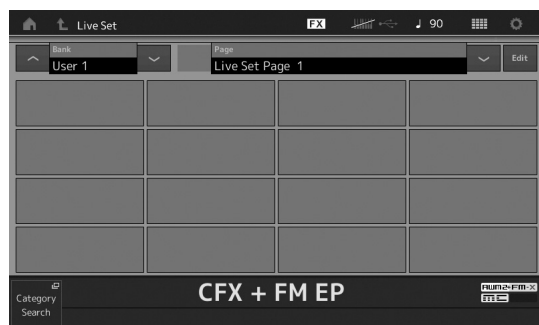 Live Set
FX
90
Bank
User 1
Page
Live Set Page 1
Edit
CFX + FM EP
Category
Search
AWM2+FM-X